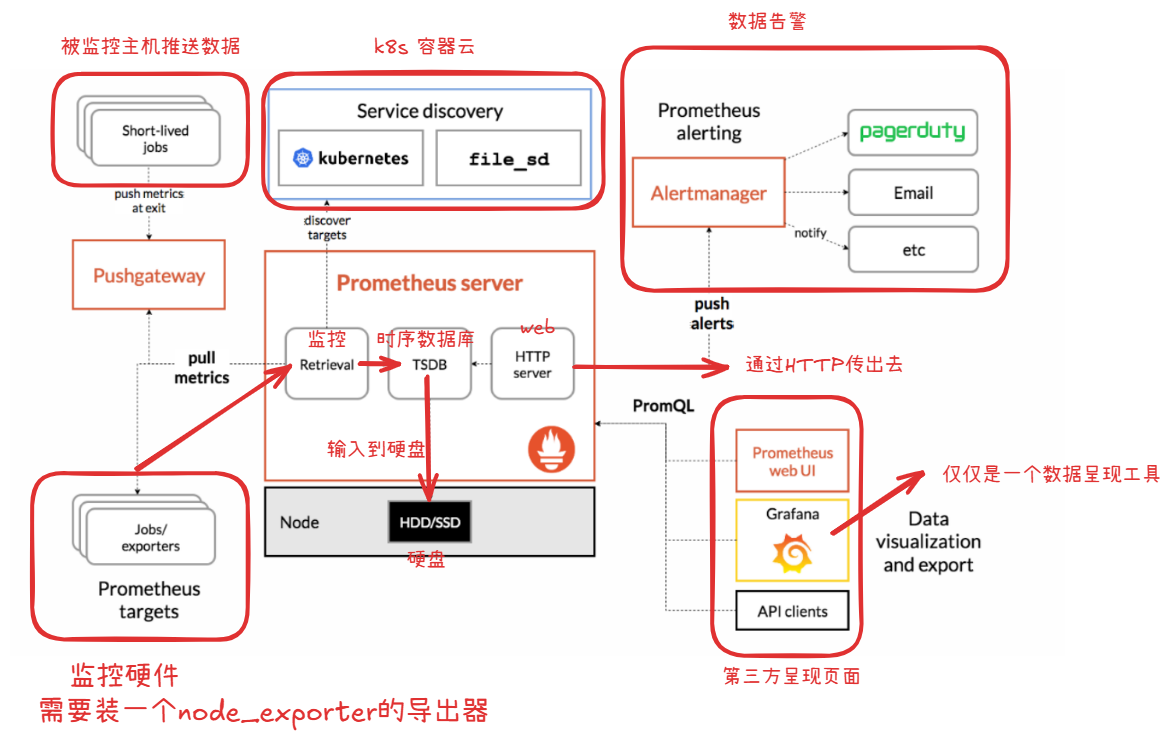 数据告警
被监控主机推送数据
k8s 容器云
Short-lived
jobs
push metrics
at exit
Pushgateway
Service discovery
kubernetes
file_sd
discover
targets
Prometheus
alerting
Alertmanager
pagerduty
Email
notify
etc
push
alerts
Prometheus server
监控
时序数据库
web
Retrieval
TSDB
HTTP
server
通过HTTP传出去
pull
metrics
输入到硬盘
Node
HDD/SSD
硬盘
PromQL
Prometheus
web UI
Grafana
API clients
仅仅是一个数据呈现工具
Data
visualization
and export
第三方呈现页面
Jobs/
exporters
Prometheus
targets
监控硬件
需要装一个node_exporter的导出器